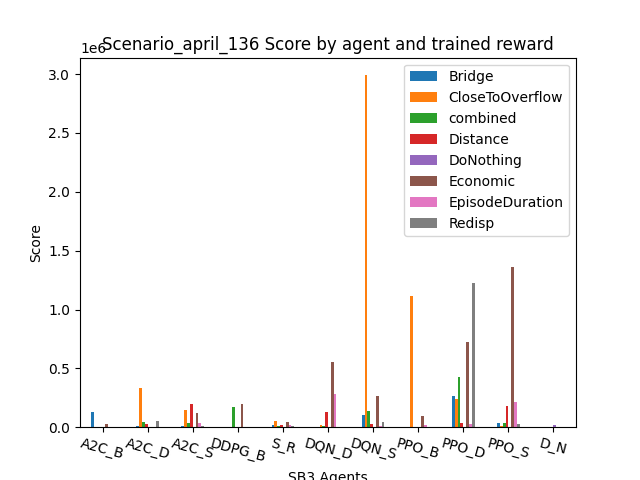 1e6
Scenario_april_136 Score by agent and trained reward
3.0
2.5
2.0
1.5
1.0
0.5
0.0
Score
Bridge
CloseToOverflow
combined
Distance
DoNothing
Economic
EpisodeDuration
Redisp
A2C_B A2C_D A2C_S DDPG_B S_R DQN_D DQN_S PPO_B PPO_D PPO_S D_N
SB3 Agents